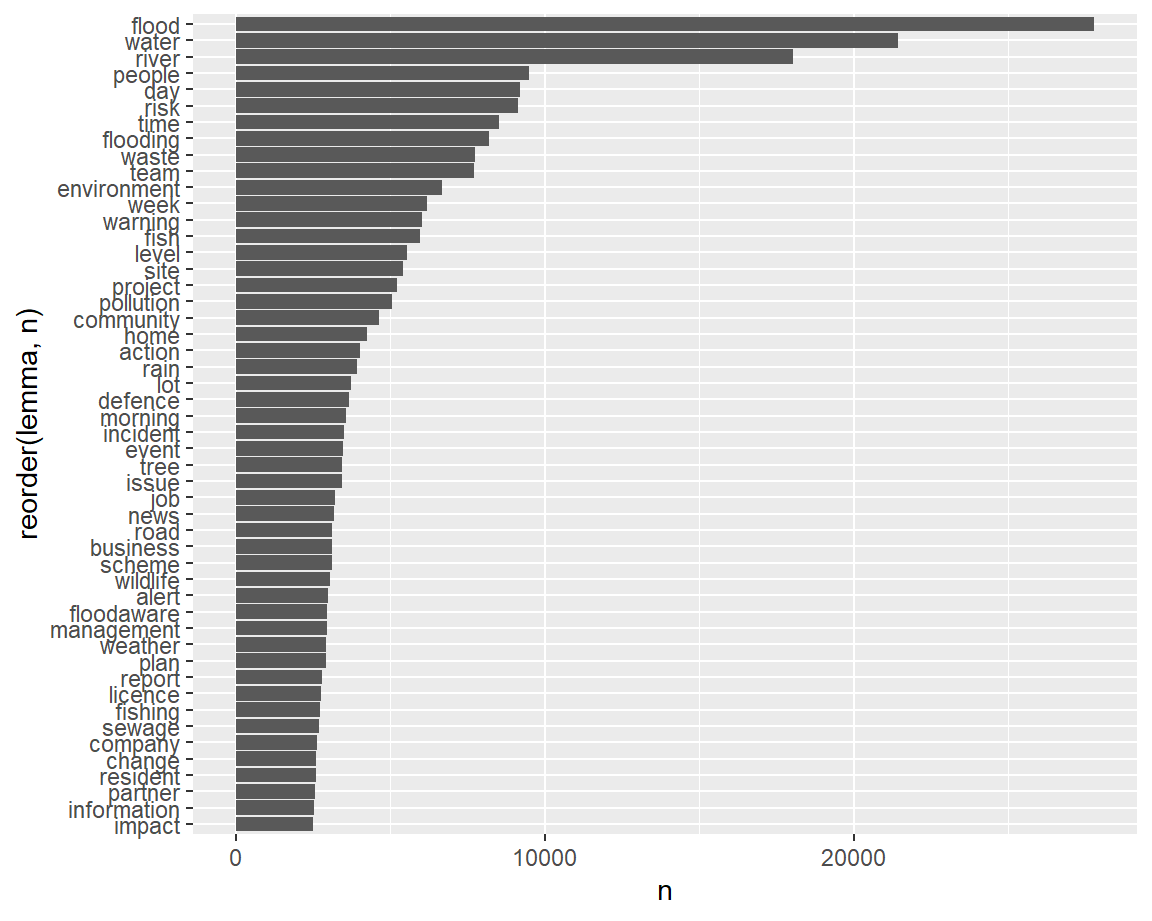 flood
water
river
people
day
risk
time
flooding
waste
team
environment
week
warning
fish
level
site
project
pollution
community
home
action
rain
lot
defence
morning
incident
event
tree
issue
job
news
road
business
scheme
wildlife
alert
floodaware
management
weather
plan
report
licence
fishing
sewage
company
change
resident
partner
information
impact
reorder(lemma, n)
0 10000 20000
n